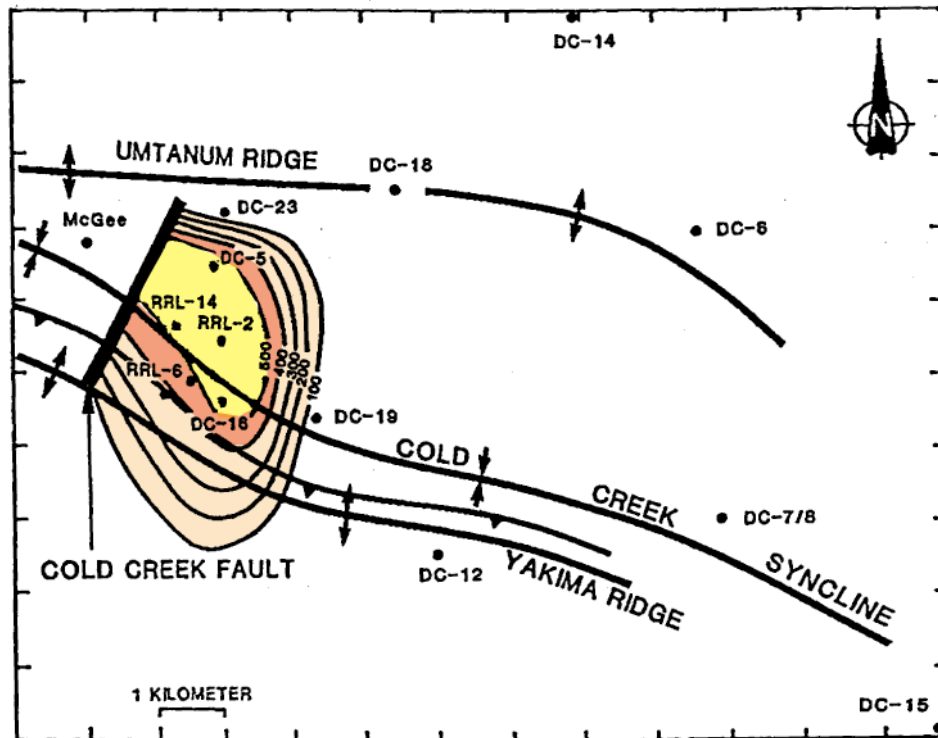 DC-14
N
UMTANUM RIDGE
DC-18
McGee
DC-23
DC-6
DC-5
RRL-14
RRL-2
500
400
300
200
100
RRL-6
DC-16
DC-19
COLD
CREEK
DC-7/8
SYNCLINE
COLD CREEK FAULT
DC-12
YAKIMA RIDGE
1 KILOMETER
DC-15